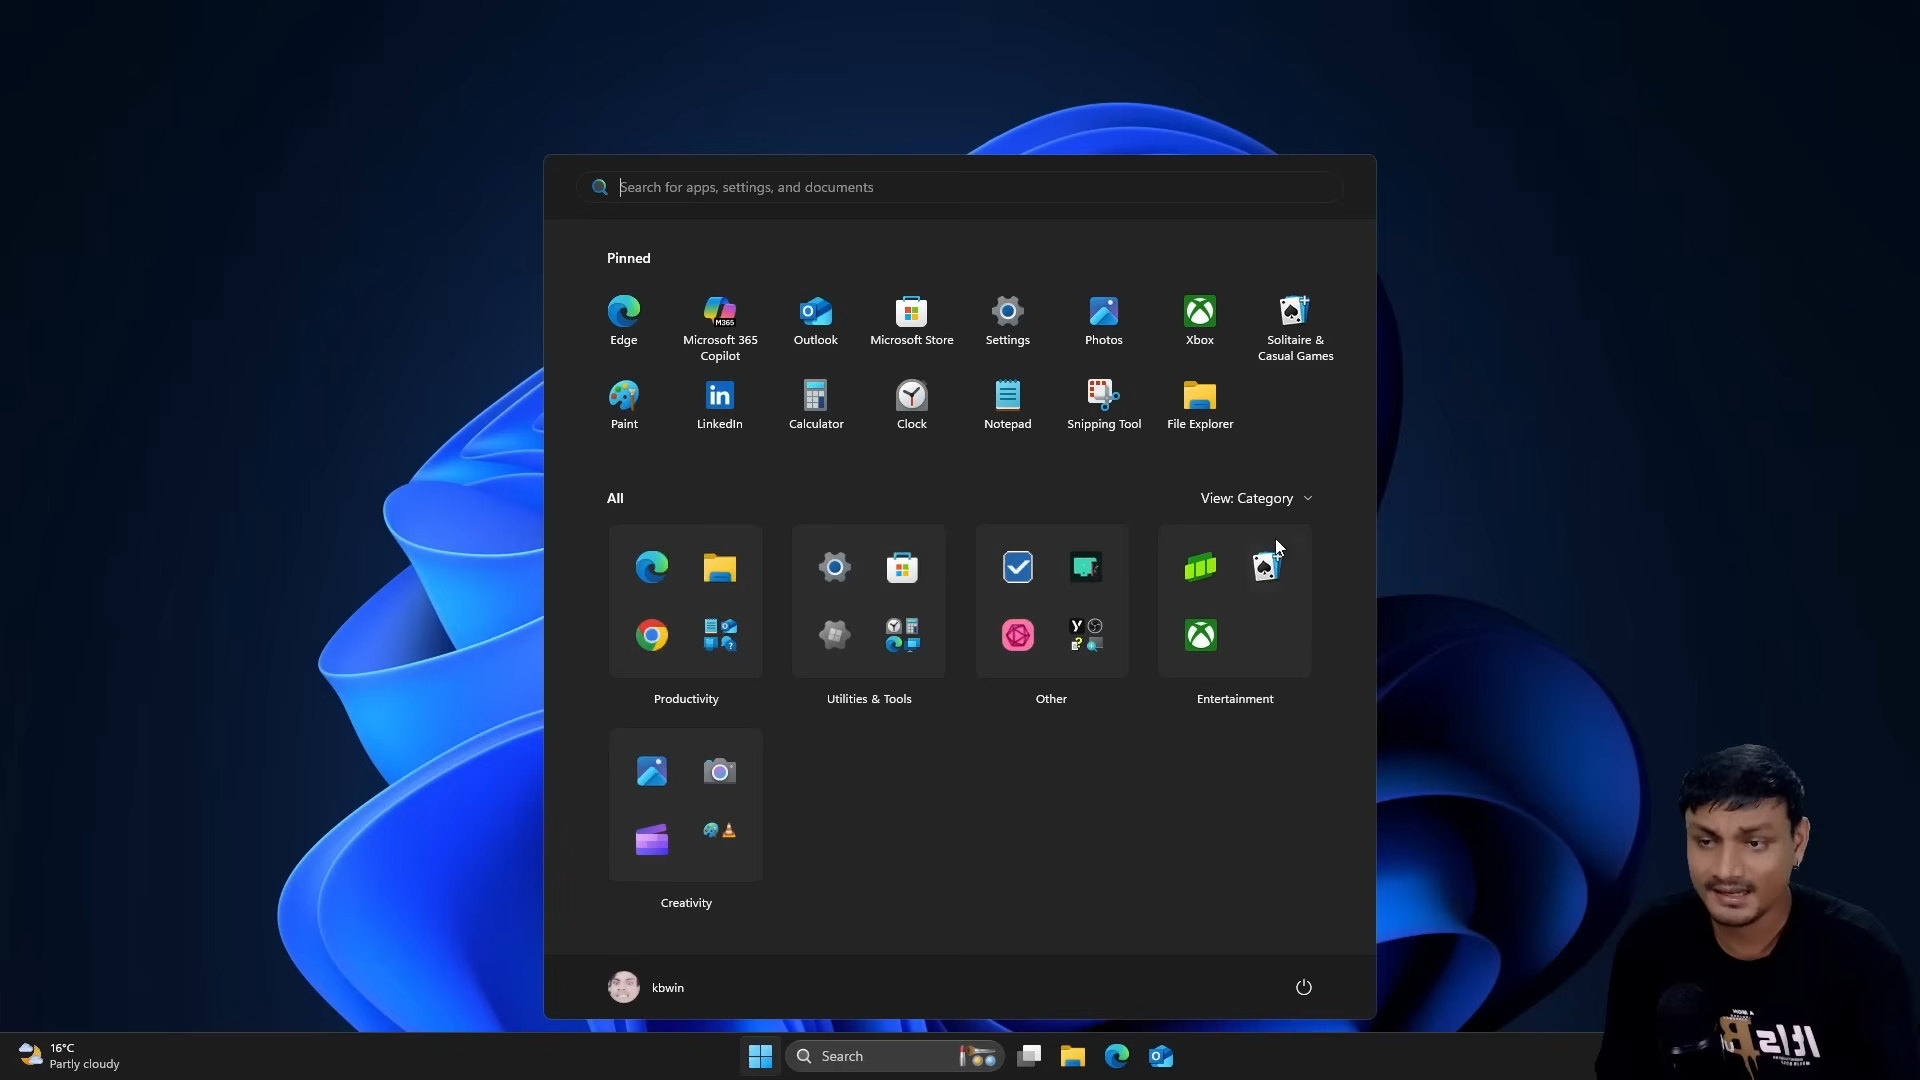 Search for apps, settings, and documents
Pinned
Edge
Microsoft 365
Copilot
Outlook
Microsoft Store
Settings
Photos
Xbox
Solitaire &
Casual Games
M365
Paint
LinkedIn
Calculator
Clock
Notepad
Snipping Tool
File Explorer
in
All
View: Category
Productivity
Utilities & Tools
Other
Entertainment
Creativity
kbwin
16°C
Partly cloudy
Search